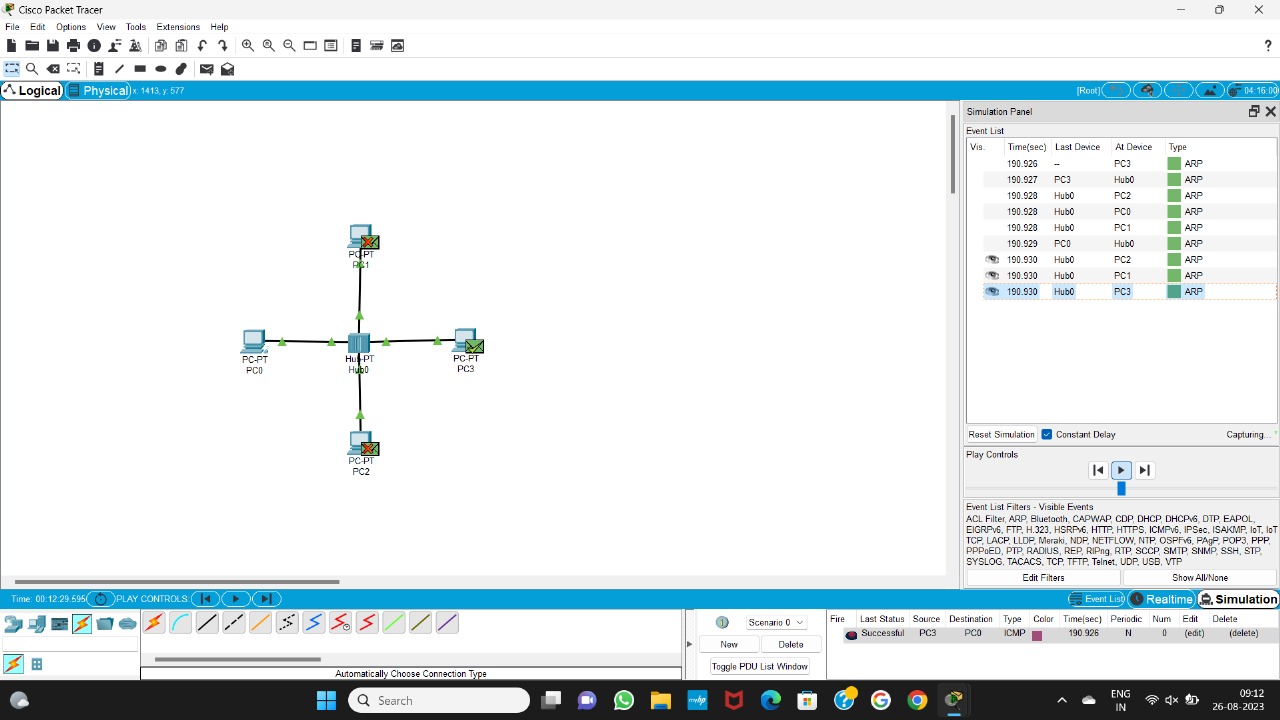 Cisco Packet Tracer
File Edit Options View Tools Extensions Help
?
Logical Physical x: 1413, y: 577 [Root] 04:16:00
Simulation Panel
Event List
Vis. Time(sec) Last Device At Device Type
190.926 -- PC3 ARP
190.927 PC3 Hub0 ARP
190.928 Hub0 PC2 ARP
190.928 Hub0 PC0 ARP
190.928 Hub0 PC1 ARP
190.929 PC0 Hub0 ARP
190.930 Hub0 PC2 ARP
190.930 Hub0 PC1 ARP
190.930 Hub0 PC3 ARP
PC-PT
PC1
PC-PT
PC0
Hub-PT
Hub0
PC-PT
PC3
PC-PT
PC2
Reset Simulation Constant Delay Capturing...
Play Controls
Event List Filters - Visible Events
ACL Filter, ARP, Bluetooth, CAPWAP, CDP, DHCP, DHCPv6, DTP, EAPOL,
EIGRPv6, FTP, H.323, HSRPv6, HTTP, HTTPS, ICMPv6, IPSec, ISAKMP, IoT, IoT
TCP, LACP, LLDP, Meraki, NDP, NETFLOW, NTP, OSPFv6, PAgP, POP3, PPP,
PPPoED, PTP, RADIUS, REP, RIPng, RTP, SCCP, SMTP, SNMP, SSH, STP,
SYSLOG, TACACS, TCP, TFTP, Telnet, UDP, USB, VTP
Edit Filters Show All/None
Time: 00:12:29.595 PLAY CONTROLS: Event List Realtime Simulation
Scenario 0
New Delete
Toggle PDU List Window
Fire Last Status Source Destination Type Color Time(sec) Periodic Num Edit Delete
Successful PC3 PC0 ICMP 190.926 N 0 (edit) (delete)
Automatically Choose Connection Type
Search
ENG
IN
09:12
26-08-2023